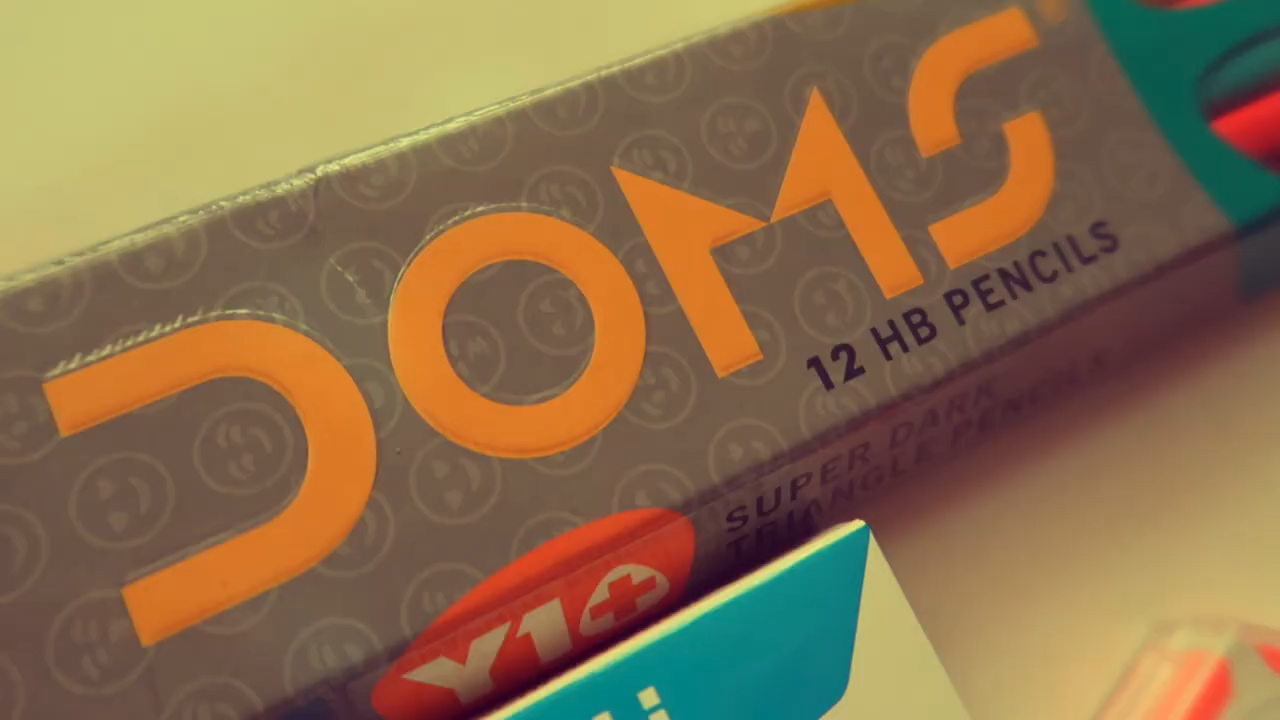 DOMS
12 HB PENCILS
SUPER DARK
TRIANGLE PENCILS
Y1+